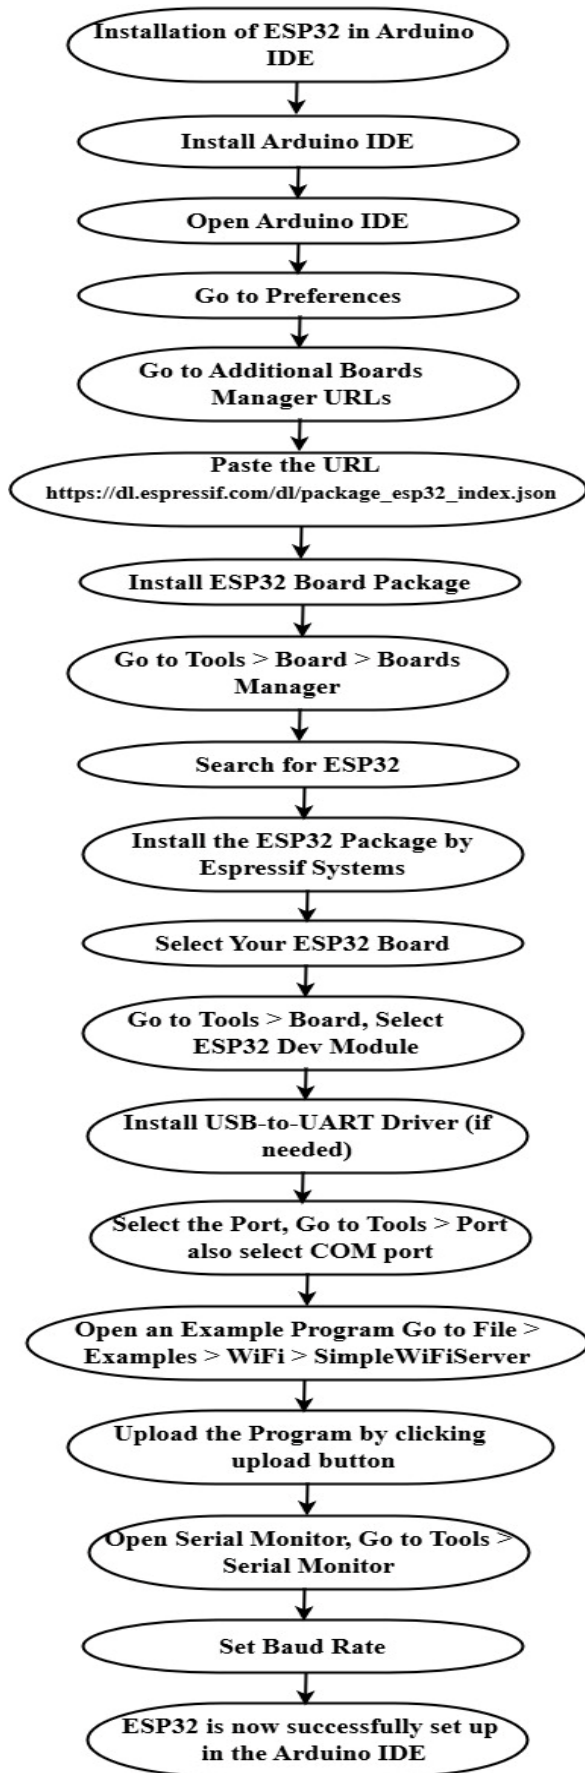 Installation of ESP32 in Arduino
IDE
Install Arduino IDE
Open Arduino IDE
Go to Preferences
Go to Additional Boards
Manager URLs
Paste the URL
https://dl.espressif.com/dl/package_esp32_index.json
Install ESP32 Board Package
Go to Tools > Board > Boards
Manager
Search for ESP32
Install the ESP32 Package by
Espressif Systems
Select Your ESP32 Board
Go to Tools > Board, Select
ESP32 Dev Module
Install USB-to-UART Driver (if
needed)
Select the Port, Go to Tools > Port
also select COM port
Open an Example Program Go to File >
Examples > WiFi > SimpleWiFiServer
Upload the Program by clicking
upload button
Open Serial Monitor, Go to Tools >
Serial Monitor
Set Baud Rate
ESP32 is now successfully set up
in the Arduino IDE